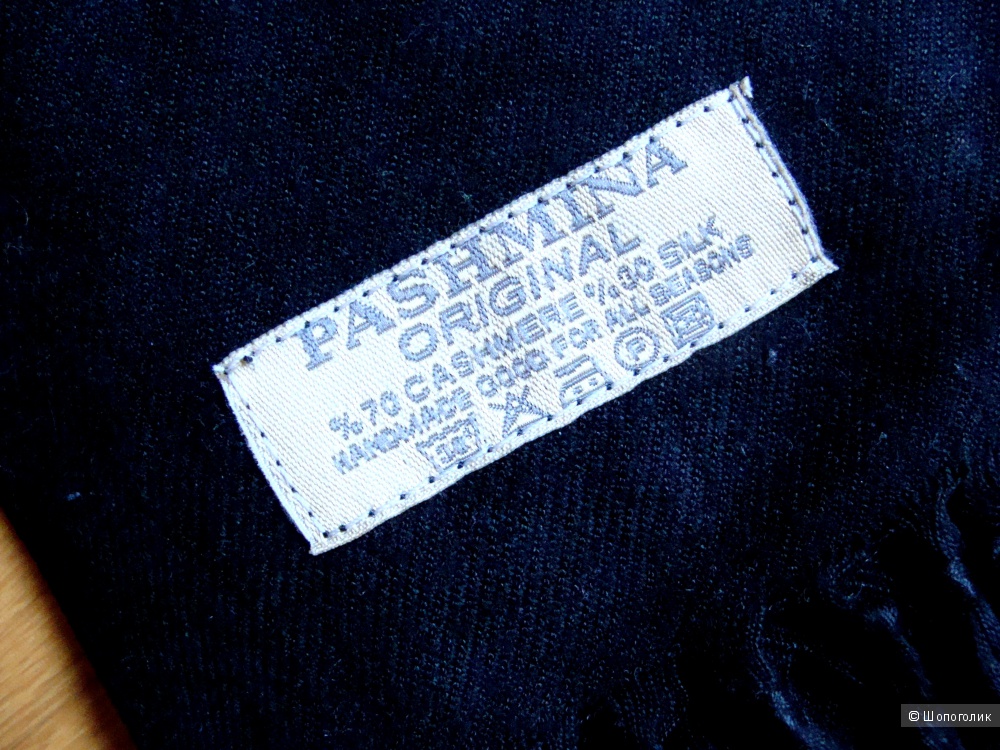 PASHMINA
ORIGINAL
%70 CASHMERE %30 SILK
HANDMADE GOOD FOR ALL SEASONS
P
© Шопоголик